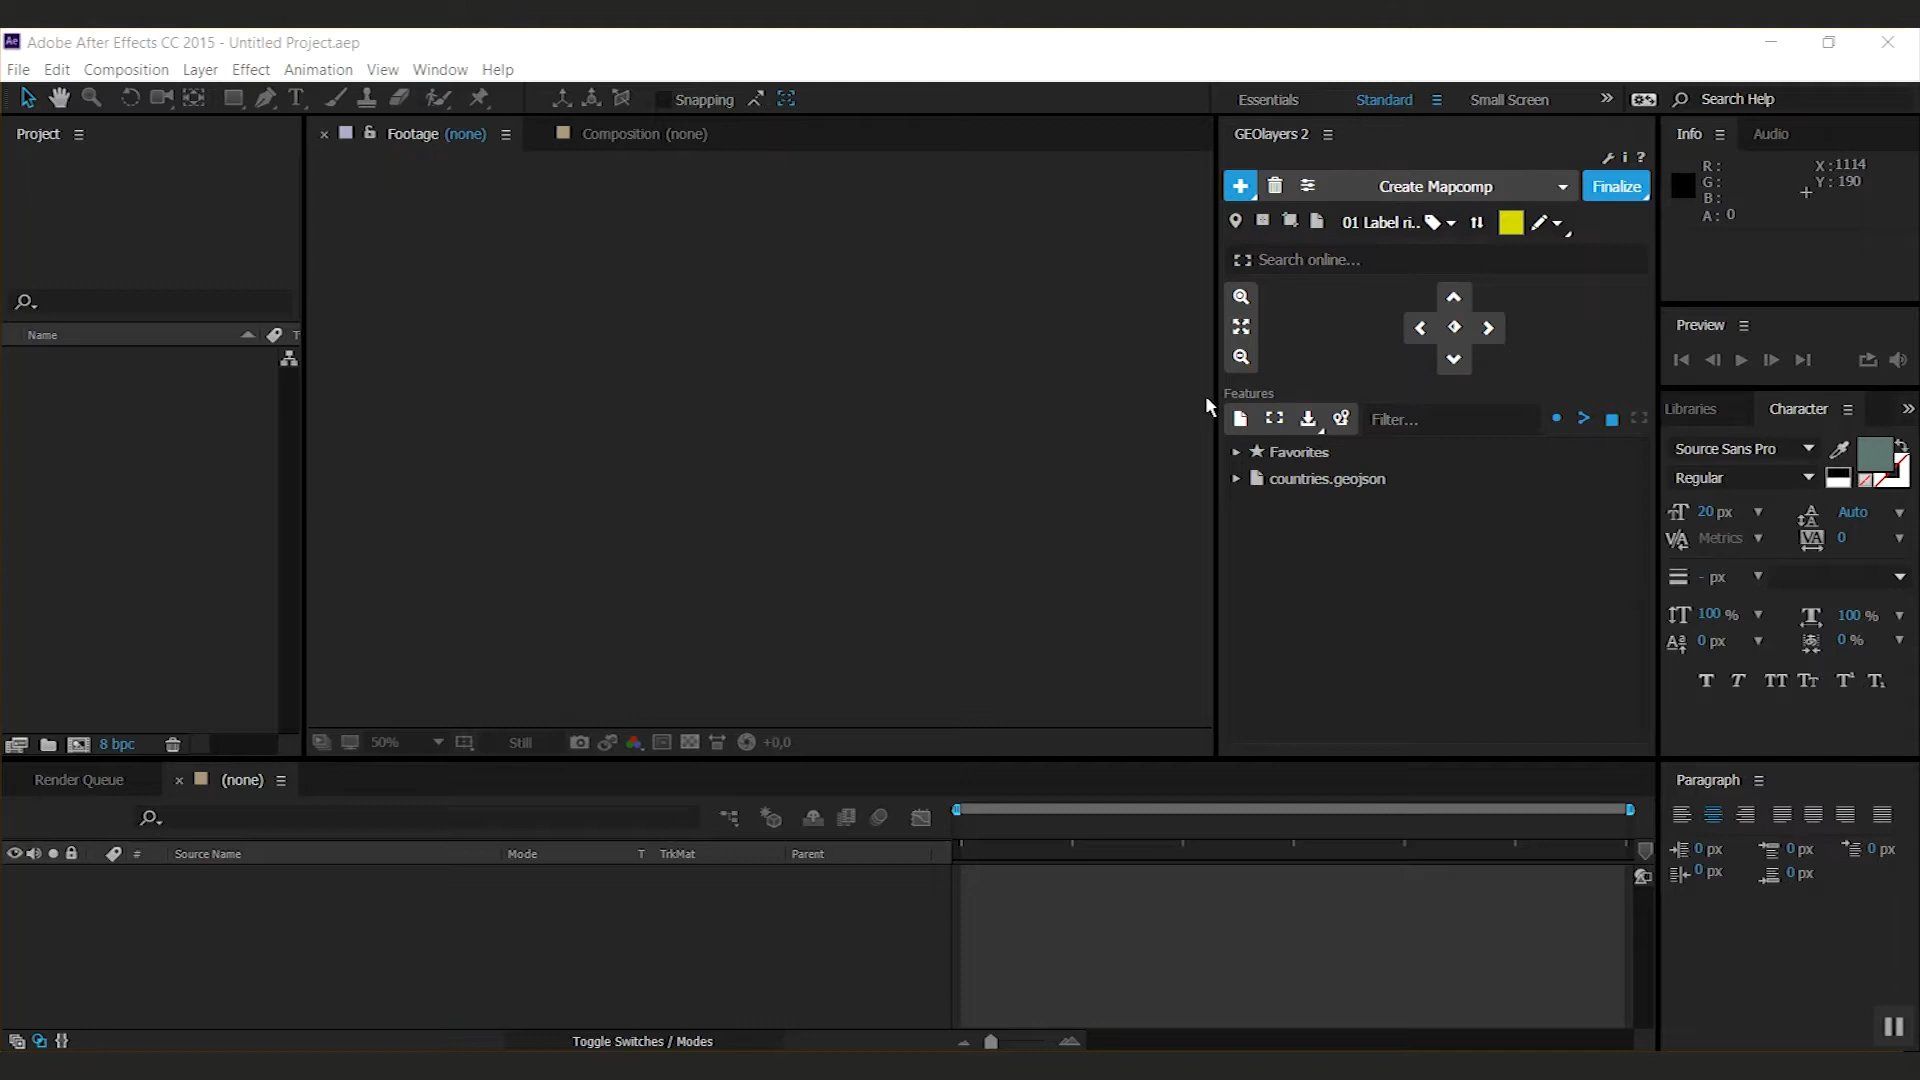 Adobe After Effects CC 2015 - Untitled Project.aep
File Edit Composition Layer Effect Animation View Window Help
Snapping
Essentials Standard Small Screen Search Help
Project
Footage (none)
Composition (none)
GEOlayers 2
Info Audio
R :
G :
B :
A : 0
X : 1114
Y : 190
Create Mapcomp
Finalize
01 Label ri..
Search online...
Name
Preview
Features
Filter...
Favorites
countries.geojson
Libraries Character
Source Sans Pro
Regular
20 px Auto
Metrics 0
- px
100 % 100 %
0 px 0 %
8 bpc
50% Still +0,0
Render Queue (none)
Paragraph
# Source Name Mode T TrkMat Parent
0 px 0 px 0 px
0 px 0 px
Toggle Switches / Modes